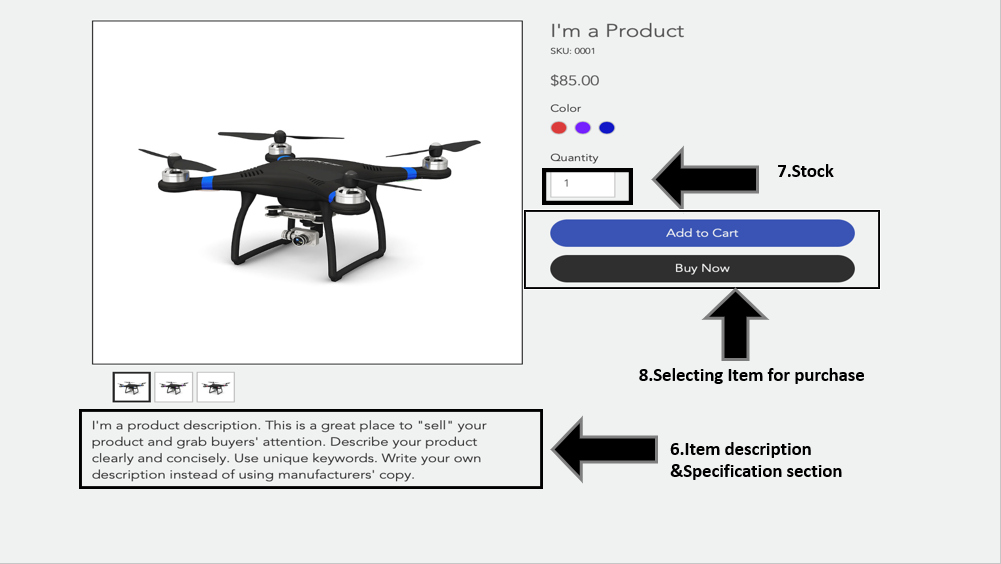 I'm a Product
SKU: 0001
$85.00
Color
Quantity
1
7.Stock
Add to Cart
Buy Now
8.Selecting Item for purchase
I'm a product description. This is a great place to "sell" your
product and grab buyers' attention. Describe your product
clearly and concisely. Use unique keywords. Write your own
description instead of using manufacturers' copy.
6.Item description
&Specification section